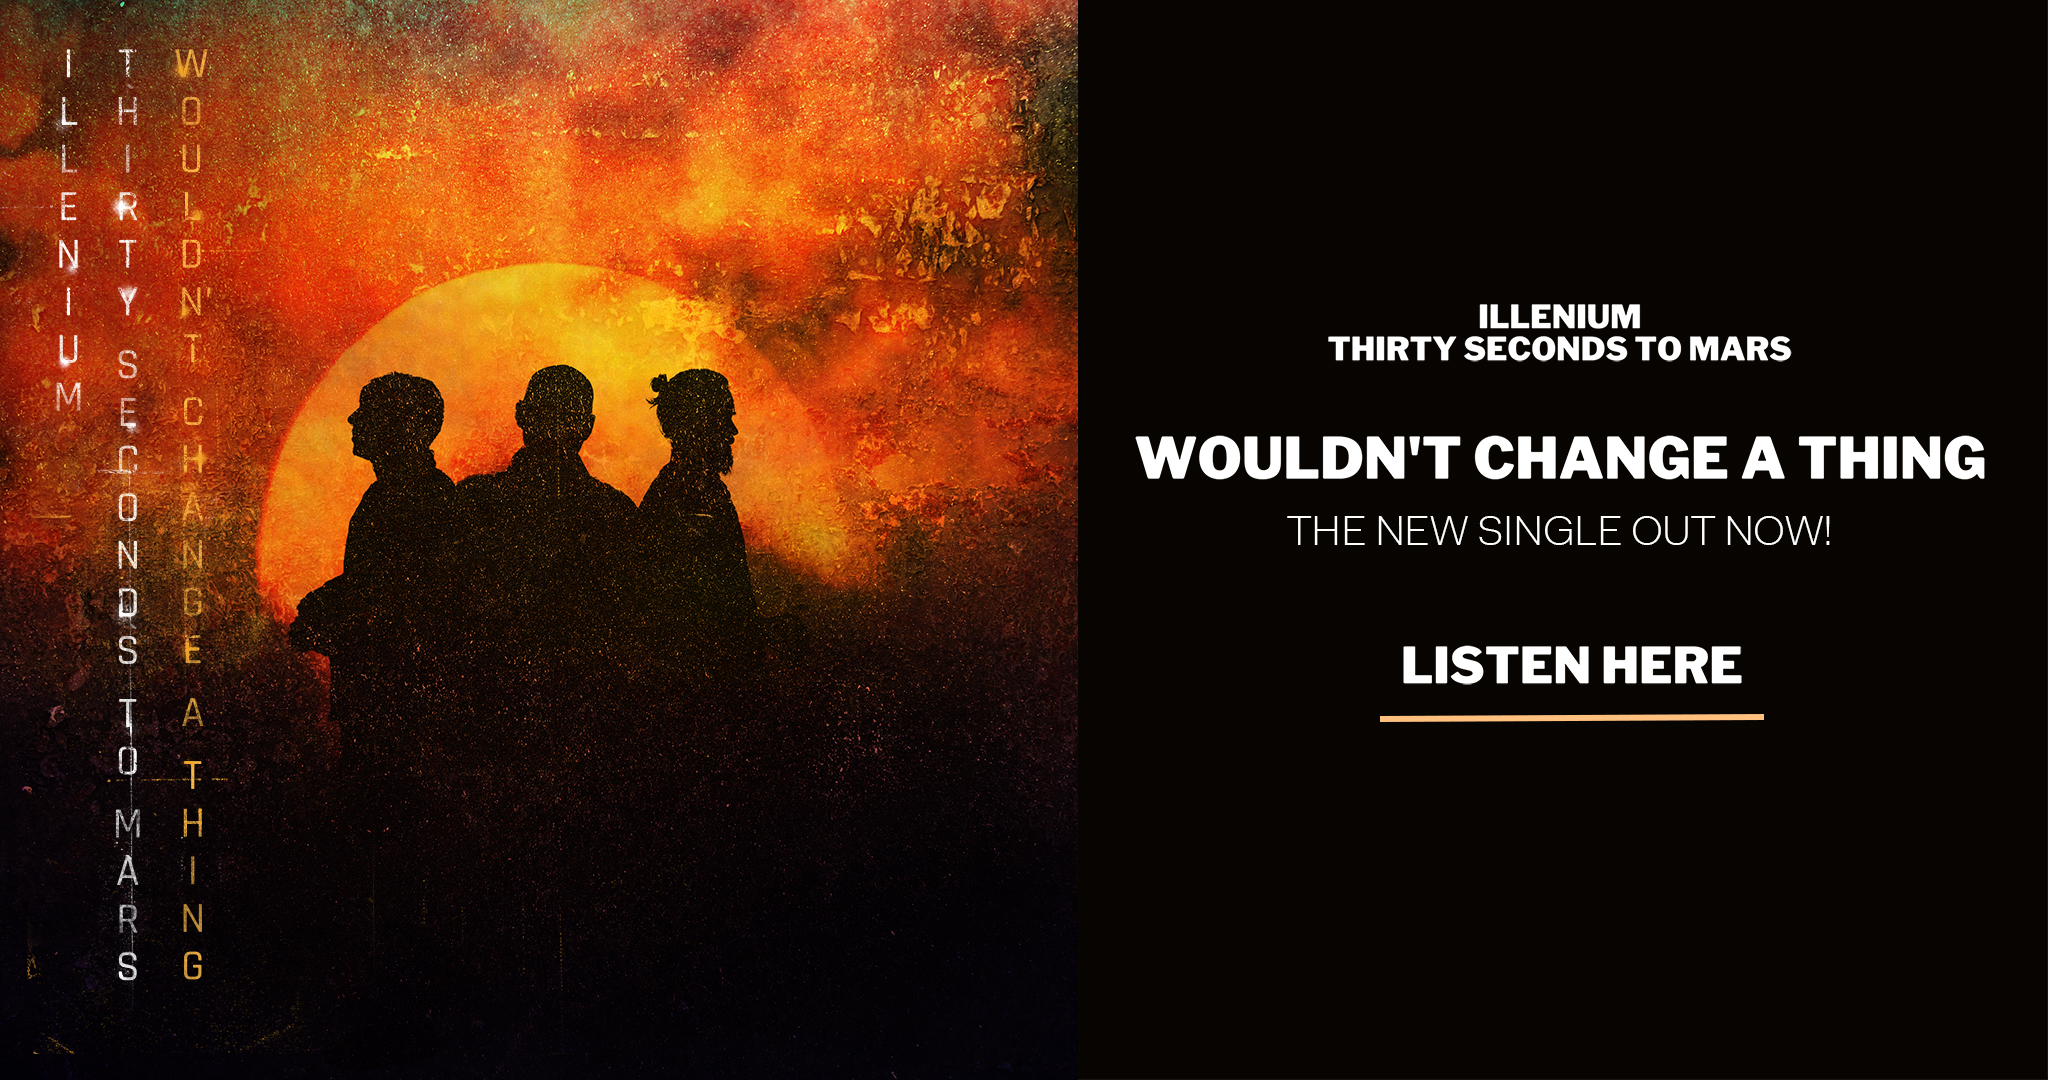 ILLENIUM
THIRTY SECONDS TO MARS
WOULDN'T CHANGE A THING
ILLENIUM
THIRTY SECONDS TO MARS
WOULDN'T CHANGE A THING
THE NEW SINGLE OUT NOW!
LISTEN HERE